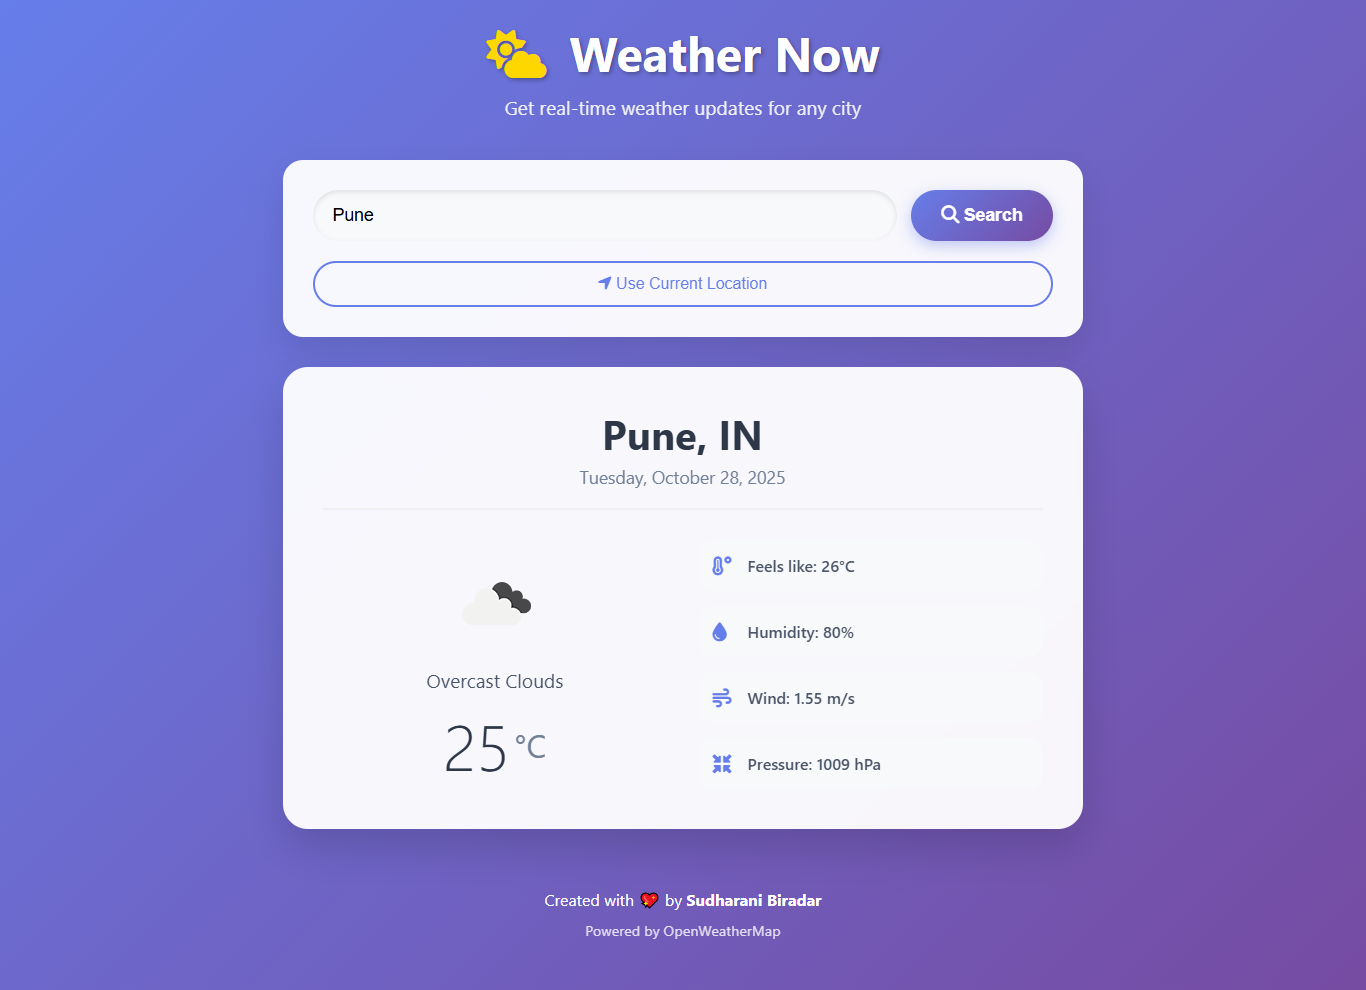 Weather Now
Get real-time weather updates for any city
Pune
Search
Use Current Location
Pune, IN
Tuesday, October 28, 2025
Overcast Clouds
25 °C
Feels like: 26°C
Humidity: 80%
Wind: 1.55 m/s
Pressure: 1009 hPa
Created with 💖 by Sudharani Biradar
Powered by OpenWeatherMap